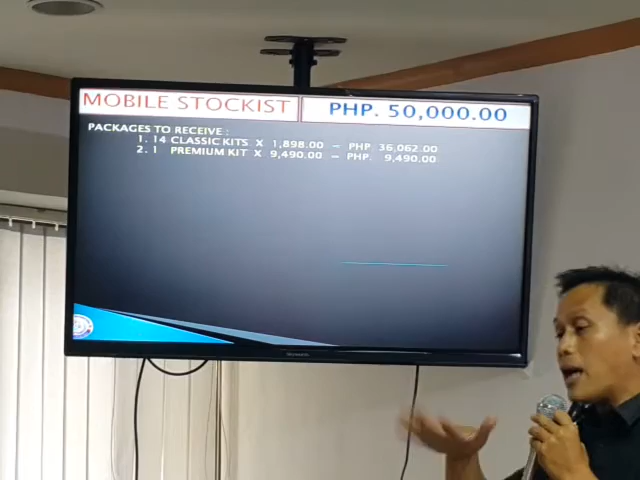 MOBILE STOCKIST
PHP. 50,000.00
PACKAGES TO RECEIVE :
1. 14 CLASSIC KITS X 1,898.00 – PHP 36,062.00
2. 1 PREMIUM KIT X 9,490.00 – PHP. 9,490.00